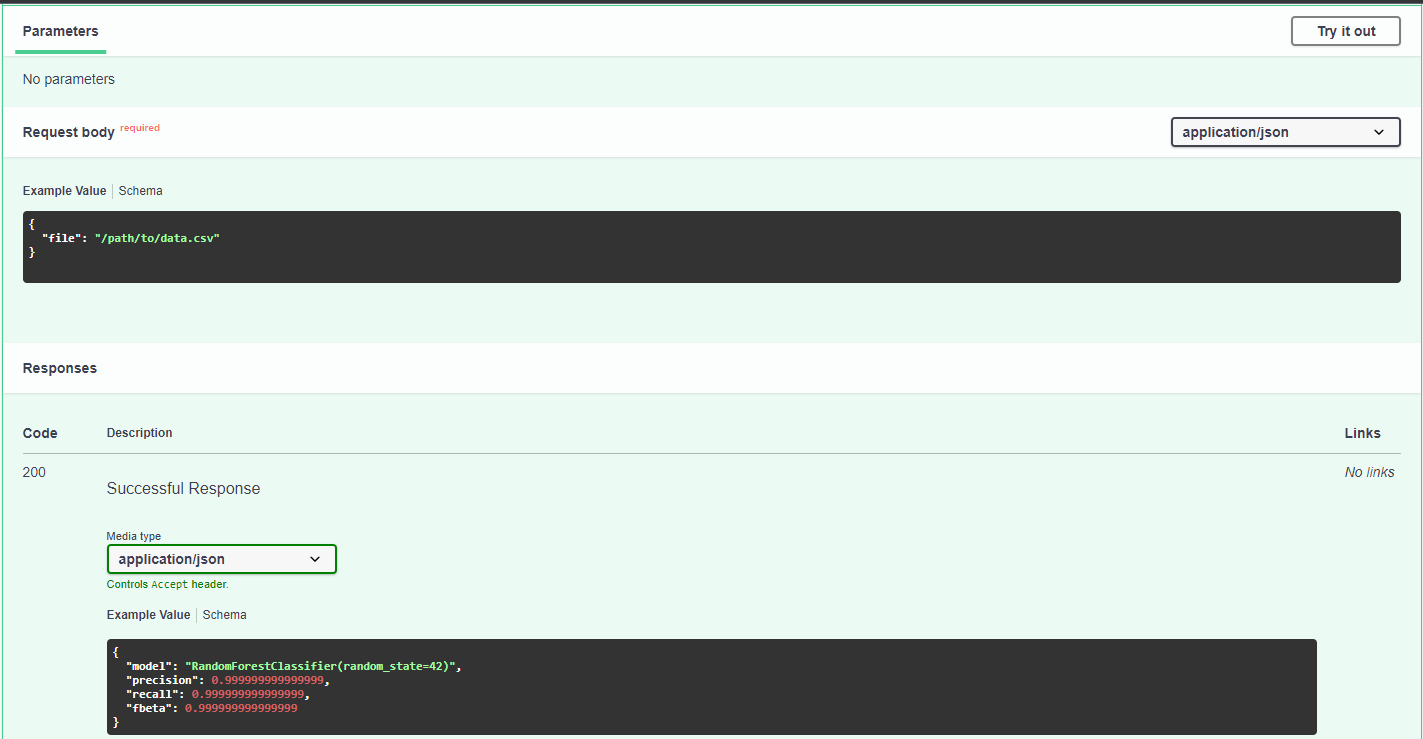 Parameters
Try it out
No parameters
Request body required
application/json
Example Value Schema
{
"file": "/path/to/data.csv"
}
Responses
Code Description Links
200 Successful Response No links
Media type
application/json
Controls Accept header.
Example Value Schema
{
"model": "RandomForestClassifier(random_state=42)",
"precision": 0.999999999999999,
"recall": 0.999999999999999,
"fbeta": 0.999999999999999
}